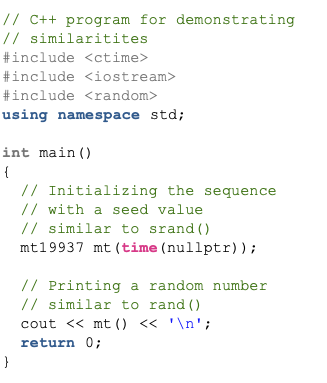 // C++ program for demonstrating
// similaritites
#include <ctime>
#include <iostream>
#include <random>
using namespace std;

int main()
{
  // Initializing the sequence
  // with a seed value
  // similar to srand()
  mt19937 mt(time(nullptr));

  // Printing a random number
  // similar to rand()
  cout << mt() << '\n';
  return 0;
}